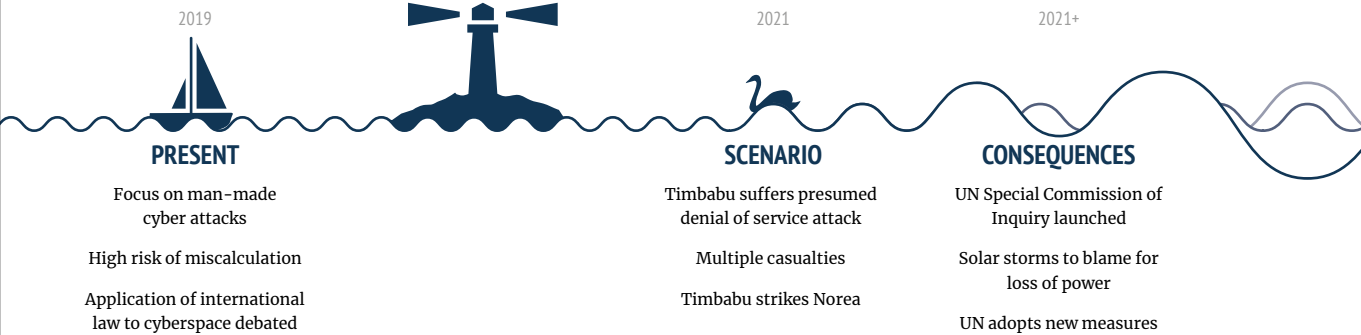 2019
2021
2021+
PRESENT
Focus on man-made
cyber attacks
High risk of miscalculation
Application of international
law to cyberspace debated
SCENARIO
Timbabu suffers presumed
denial of service attack
Multiple casualties
Timbabu strikes Norea
CONSEQUENCES
UN Special Commission of
Inquiry launched
Solar storms to blame for
loss of power
UN adopts new measures